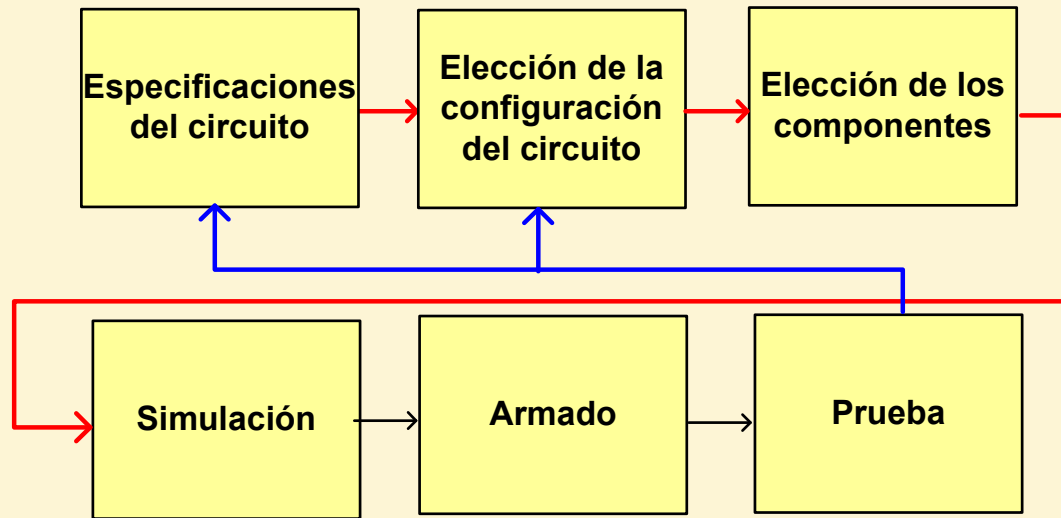 Especificaciones
del circuito
Elección de la
configuración
del circuito
Elección de los
componentes
Simulación
Armado
Prueba